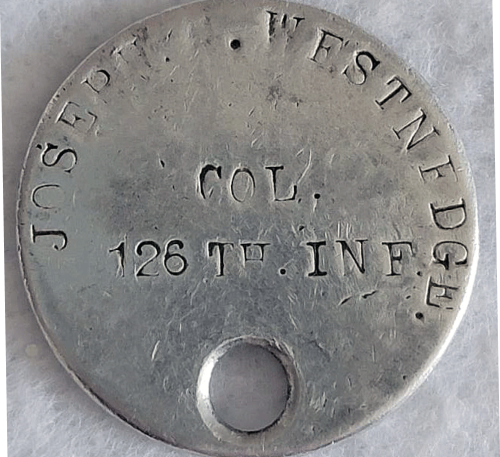 JOSEPH. . WESTNEDGE.
COL.
126 TH. INF.